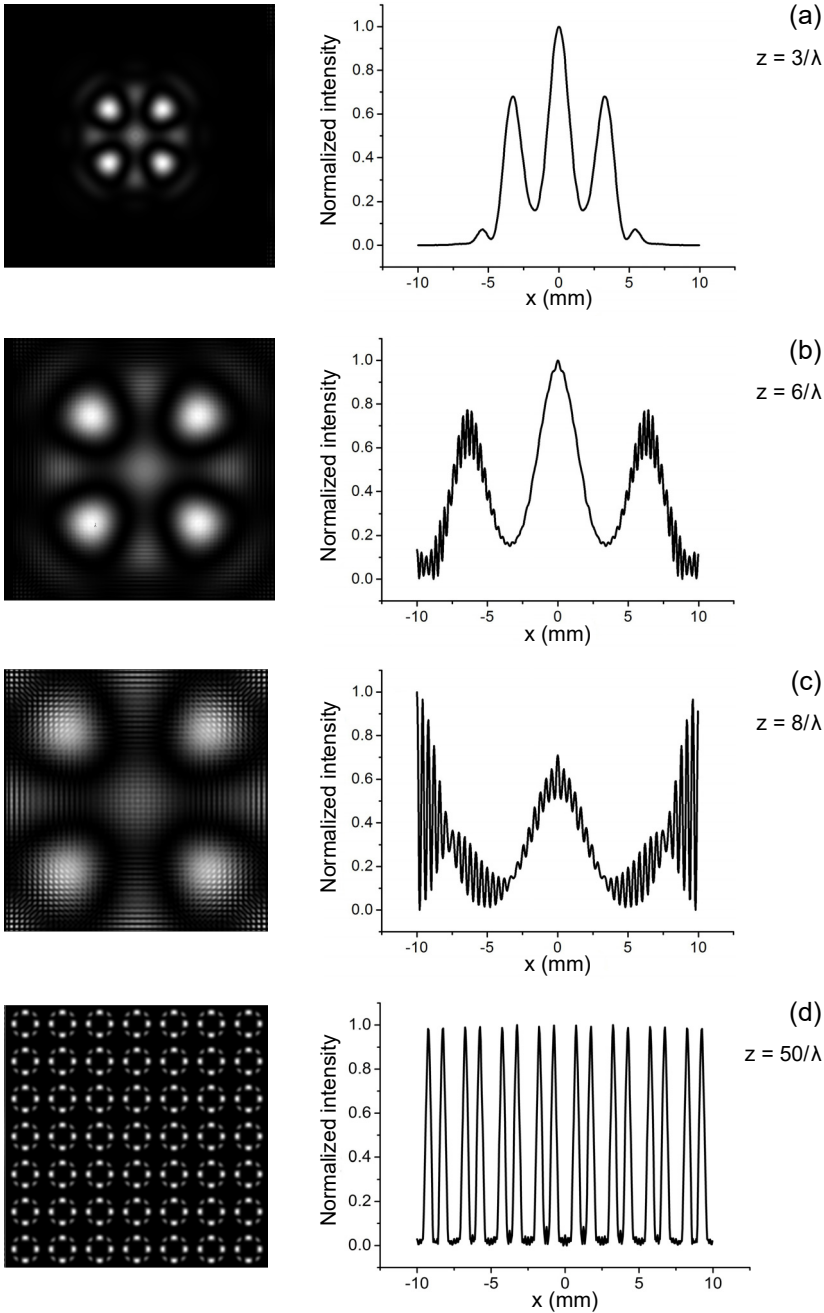 (a)
z = 3/λ
Normalized intensity
1.0
0.8
0.6
0.4
0.2
0.0
-10 -5 0 5 10
x (mm)
(b)
z = 6/λ
Normalized intensity
1.0
0.8
0.6
0.4
0.2
0.0
-10 -5 0 5 10
x (mm)
(c)
z = 8/λ
Normalized intensity
1.0
0.8
0.6
0.4
0.2
0.0
-10 -5 0 5 10
x (mm)
(d)
z = 50/λ
Normalized intensity
1.0
0.8
0.6
0.4
0.2
0.0
-10 -5 0 5 10
x (mm)